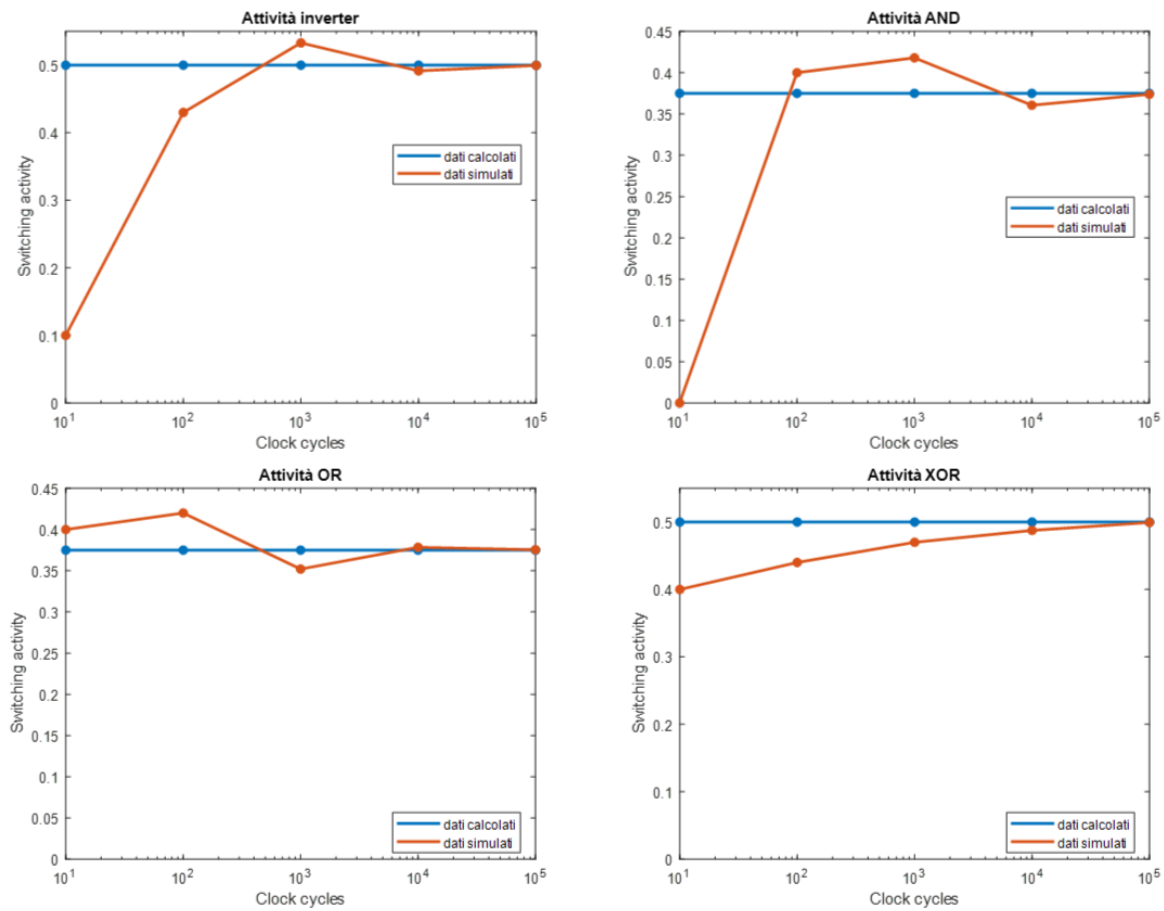 Attività inverter
Switching activity
0.5
0.4
0.3
0.2
0.1
0
dati calcolati
dati simulati
10^1 10^2 10^3 10^4 10^5
Clock cycles
Attività AND
Switching activity
0.45
0.4
0.35
0.3
0.25
0.2
0.15
0.1
0.05
0
dati calcolati
dati simulati
10^1 10^2 10^3 10^4 10^5
Clock cycles
Attività OR
Switching activity
0.45
0.4
0.35
0.3
0.25
0.2
0.15
0.1
0.05
0
dati calcolati
dati simulati
10^1 10^2 10^3 10^4 10^5
Clock cycles
Attività XOR
Switching activity
0.5
0.4
0.3
0.2
0.1
0
dati calcolati
dati simulati
10^1 10^2 10^3 10^4 10^5
Clock cycles